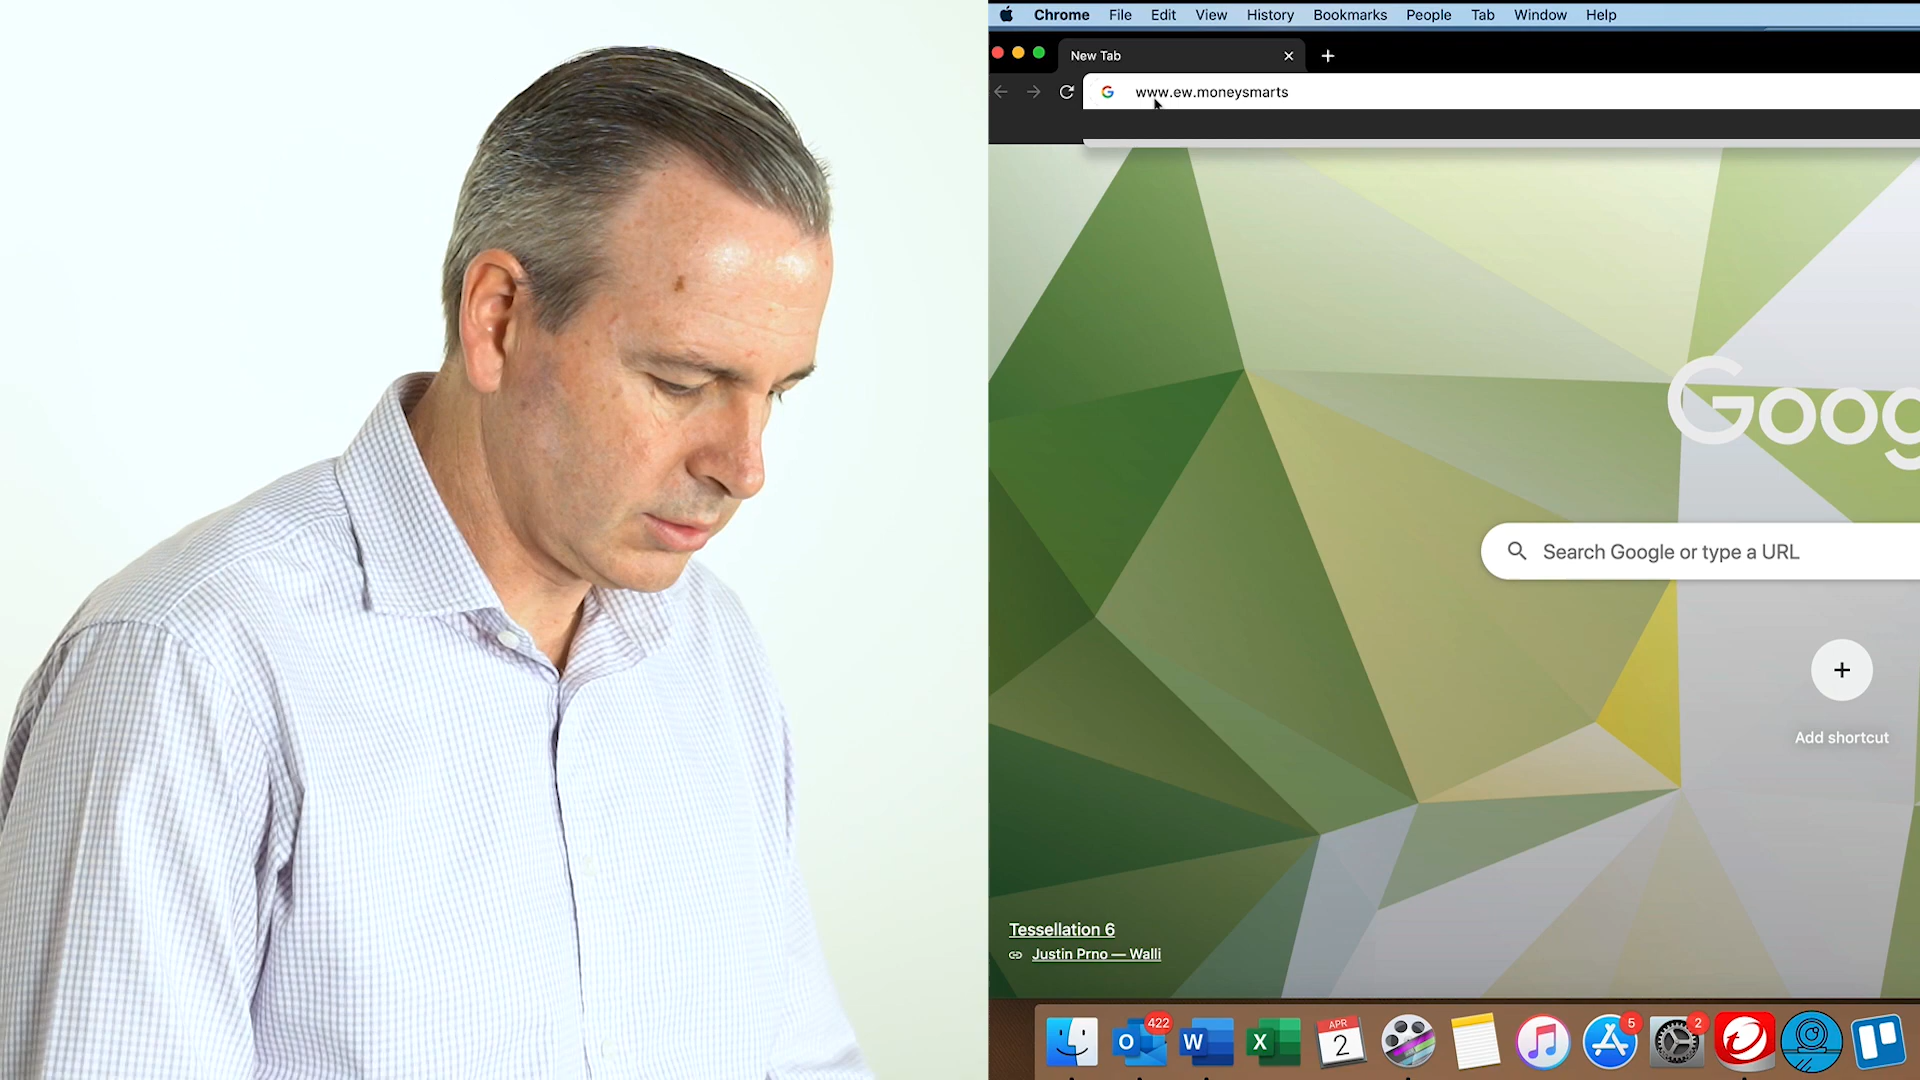 Chrome File Edit View History Bookmarks People Tab Window Help
New Tab
www.ew.moneysmarts
Goog
Search Google or type a URL
Add shortcut
Tessellation 6
Justin Prno — Walli
422
APR
2
5
2
O
W
X